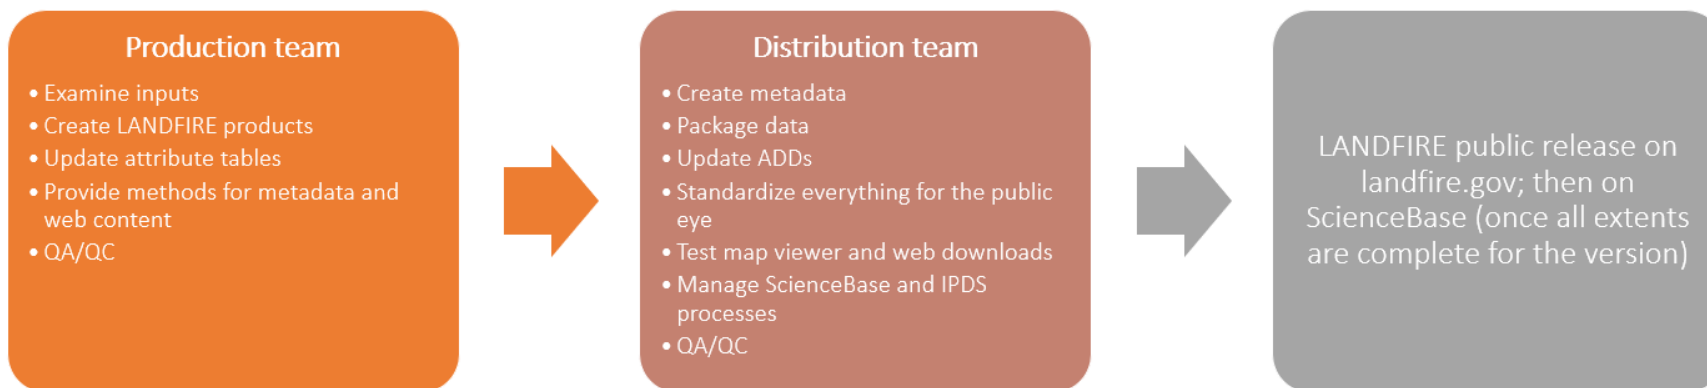 Production team
• Examine inputs
• Create LANDFIRE products
• Update attribute tables
• Provide methods for metadata and
web content
• QA/QC
Distribution team
• Create metadata
• Package data
• Update ADDs
• Standardize everything for the public
eye
• Test map viewer and web downloads
• Manage ScienceBase and IPDS
processes
• QA/QC
LANDFIRE public release on
landfire.gov; then on
ScienceBase (once all extents
are complete for the version)